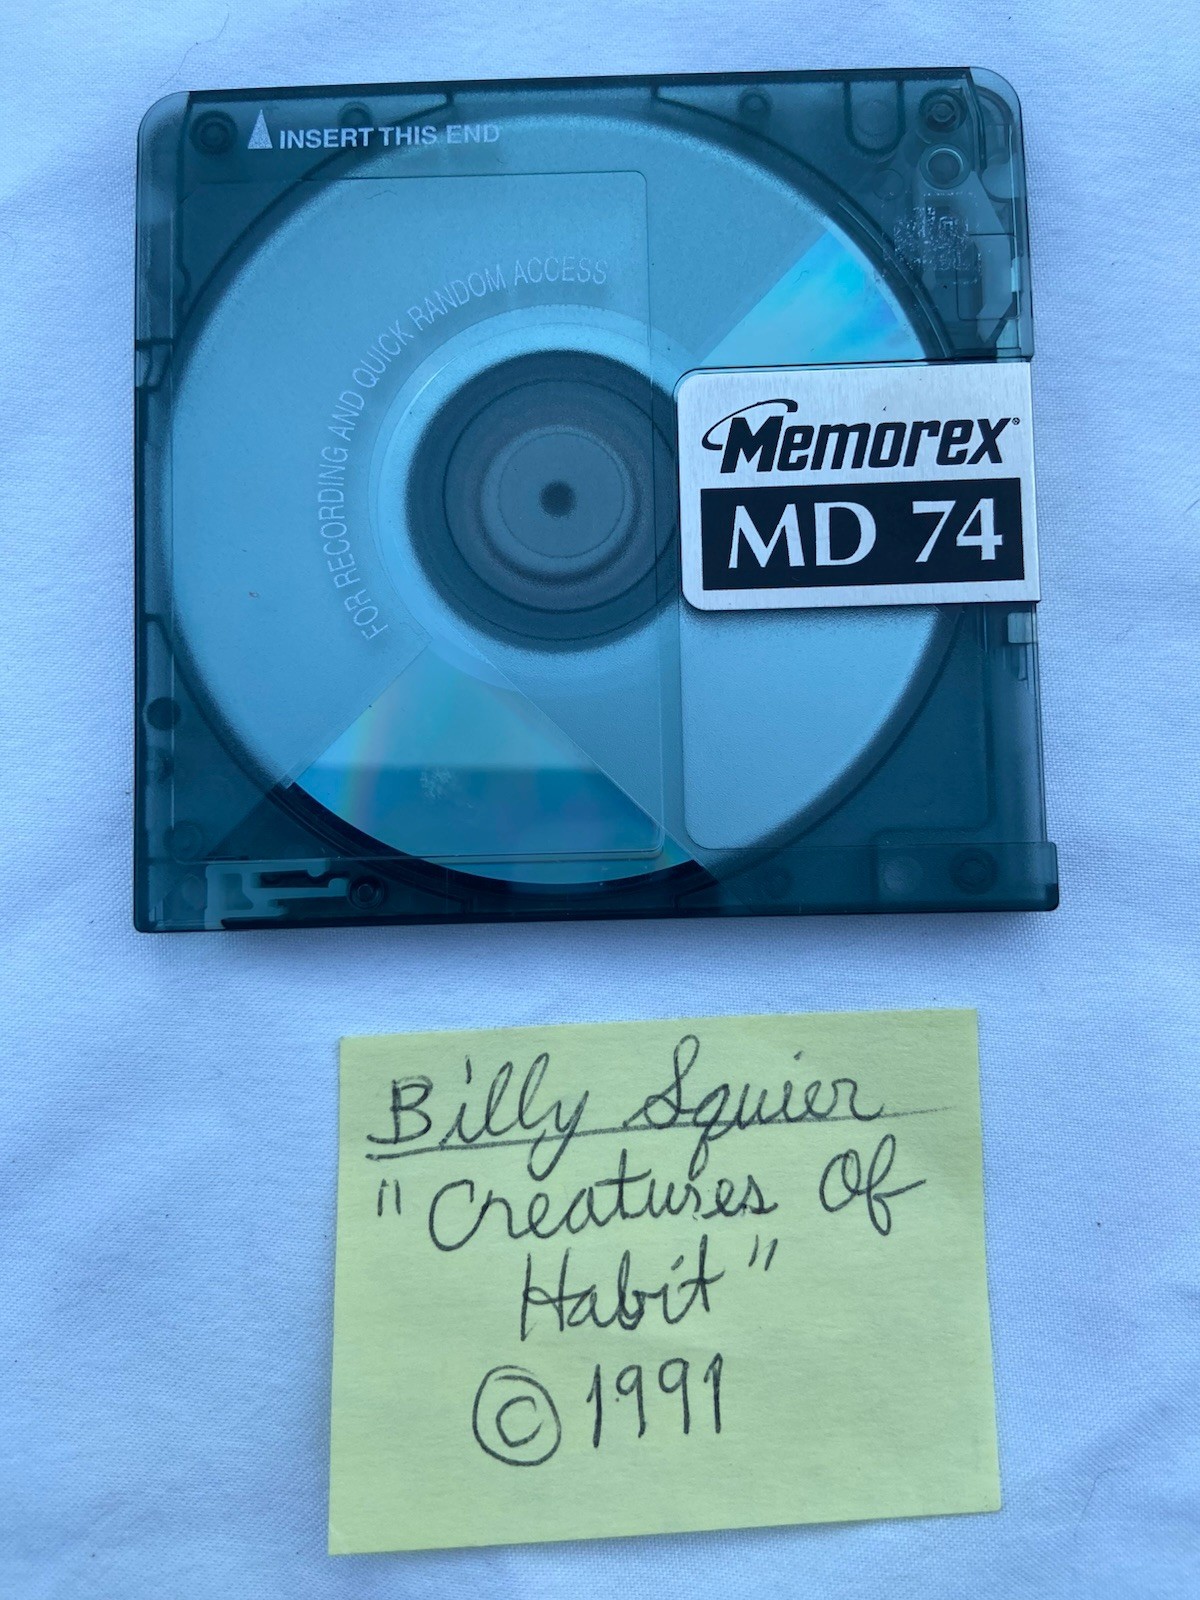 INSERT THIS END
FOR RECORDING AND QUICK RANDOM ACCESS
Memorex®
MD 74
Billy Squier
"Creatures Of
Habit"
© 1991